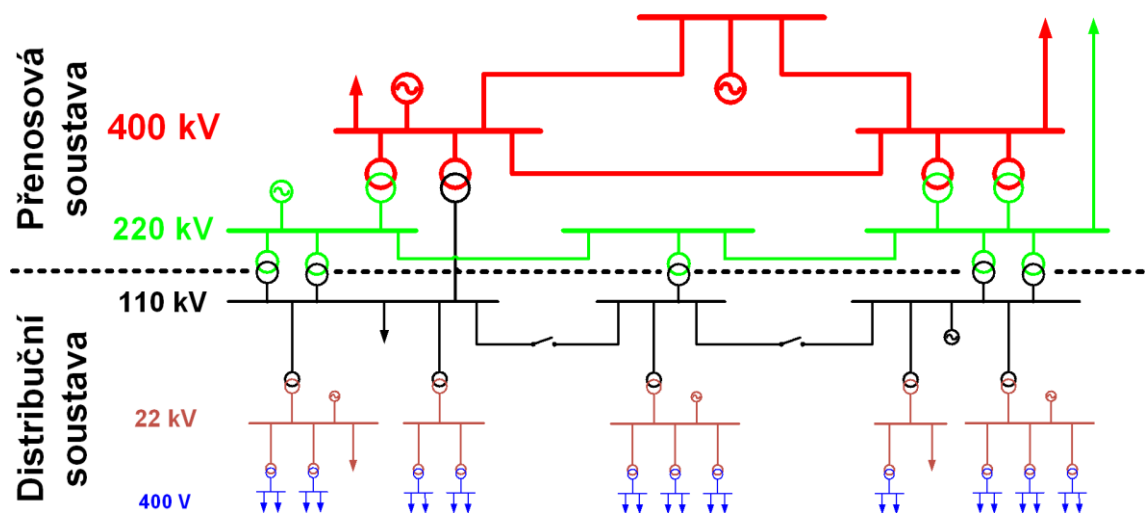 Přenosová
soustava
400 kV
220 kV
Distribuční
soustava
110 kV
22 kV
400 V